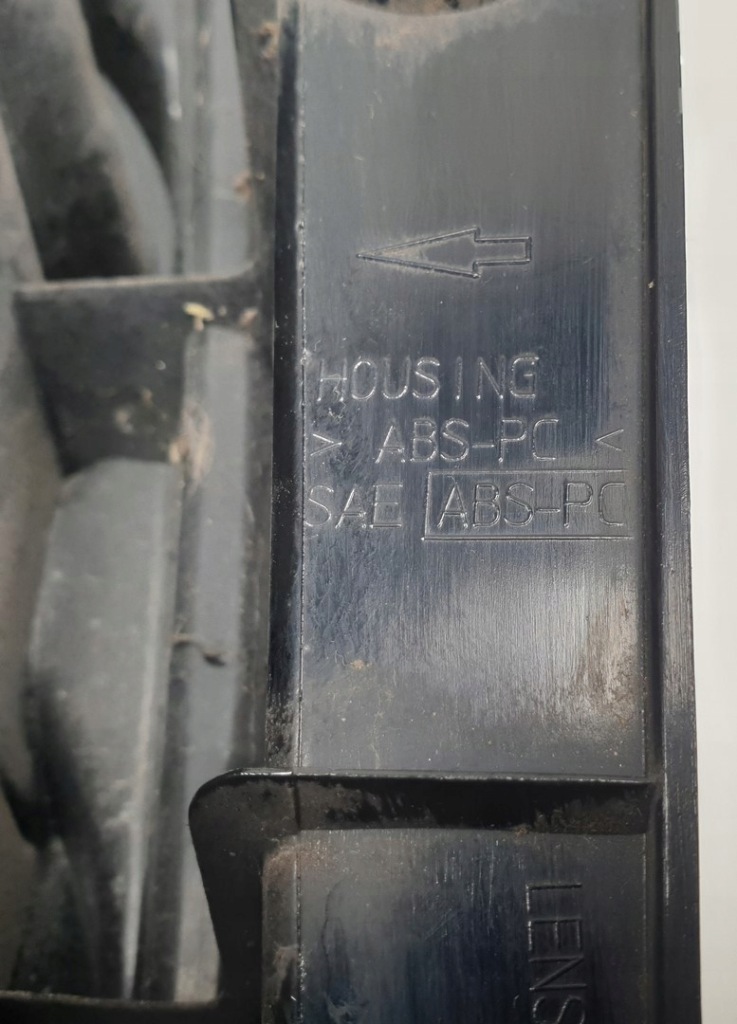 HOUSING
> ABS-PC <
SAE ABS-PC
LENS